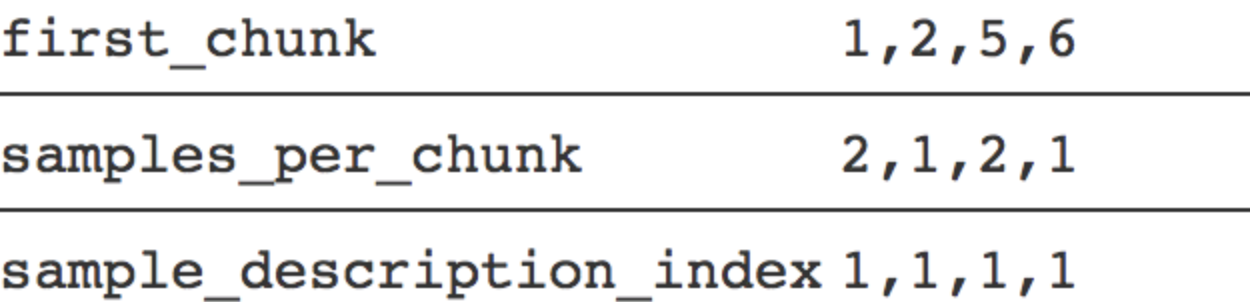 first_chunk 1,2,5,6
samples_per_chunk 2,1,2,1
sample_description_index 1,1,1,1